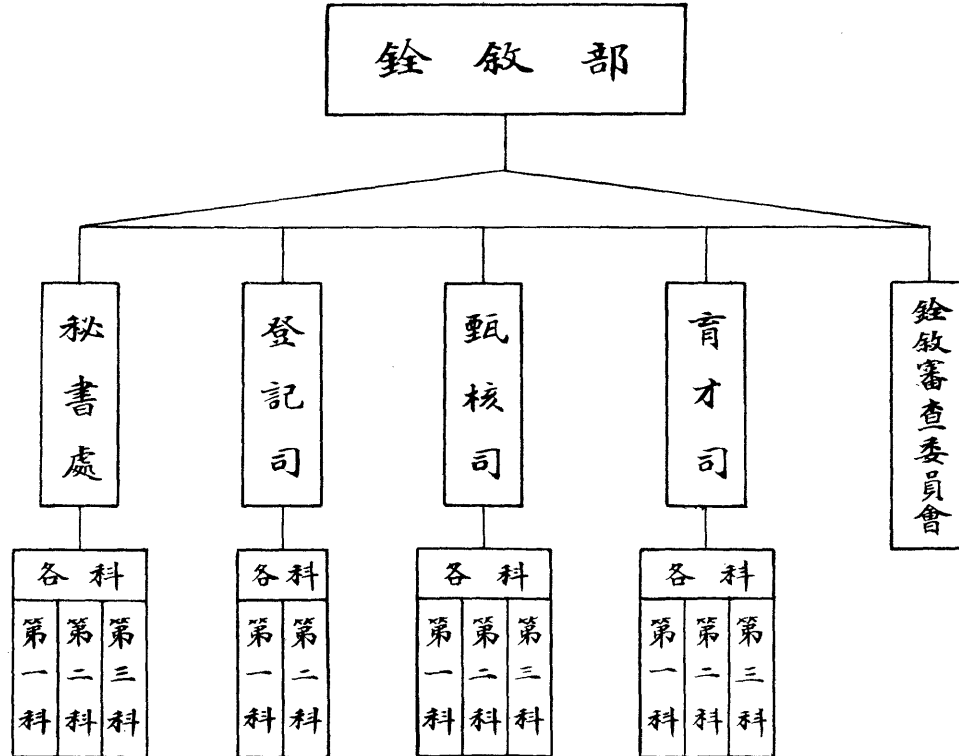 銓敘部
秘書處
登記司
甄核司
育才司
銓敘審查委員會
各科
第一科
第二科
第三科
各科
第一科
第二科
各科
第一科
第二科
第三科
各科
第一科
第二科
第三科